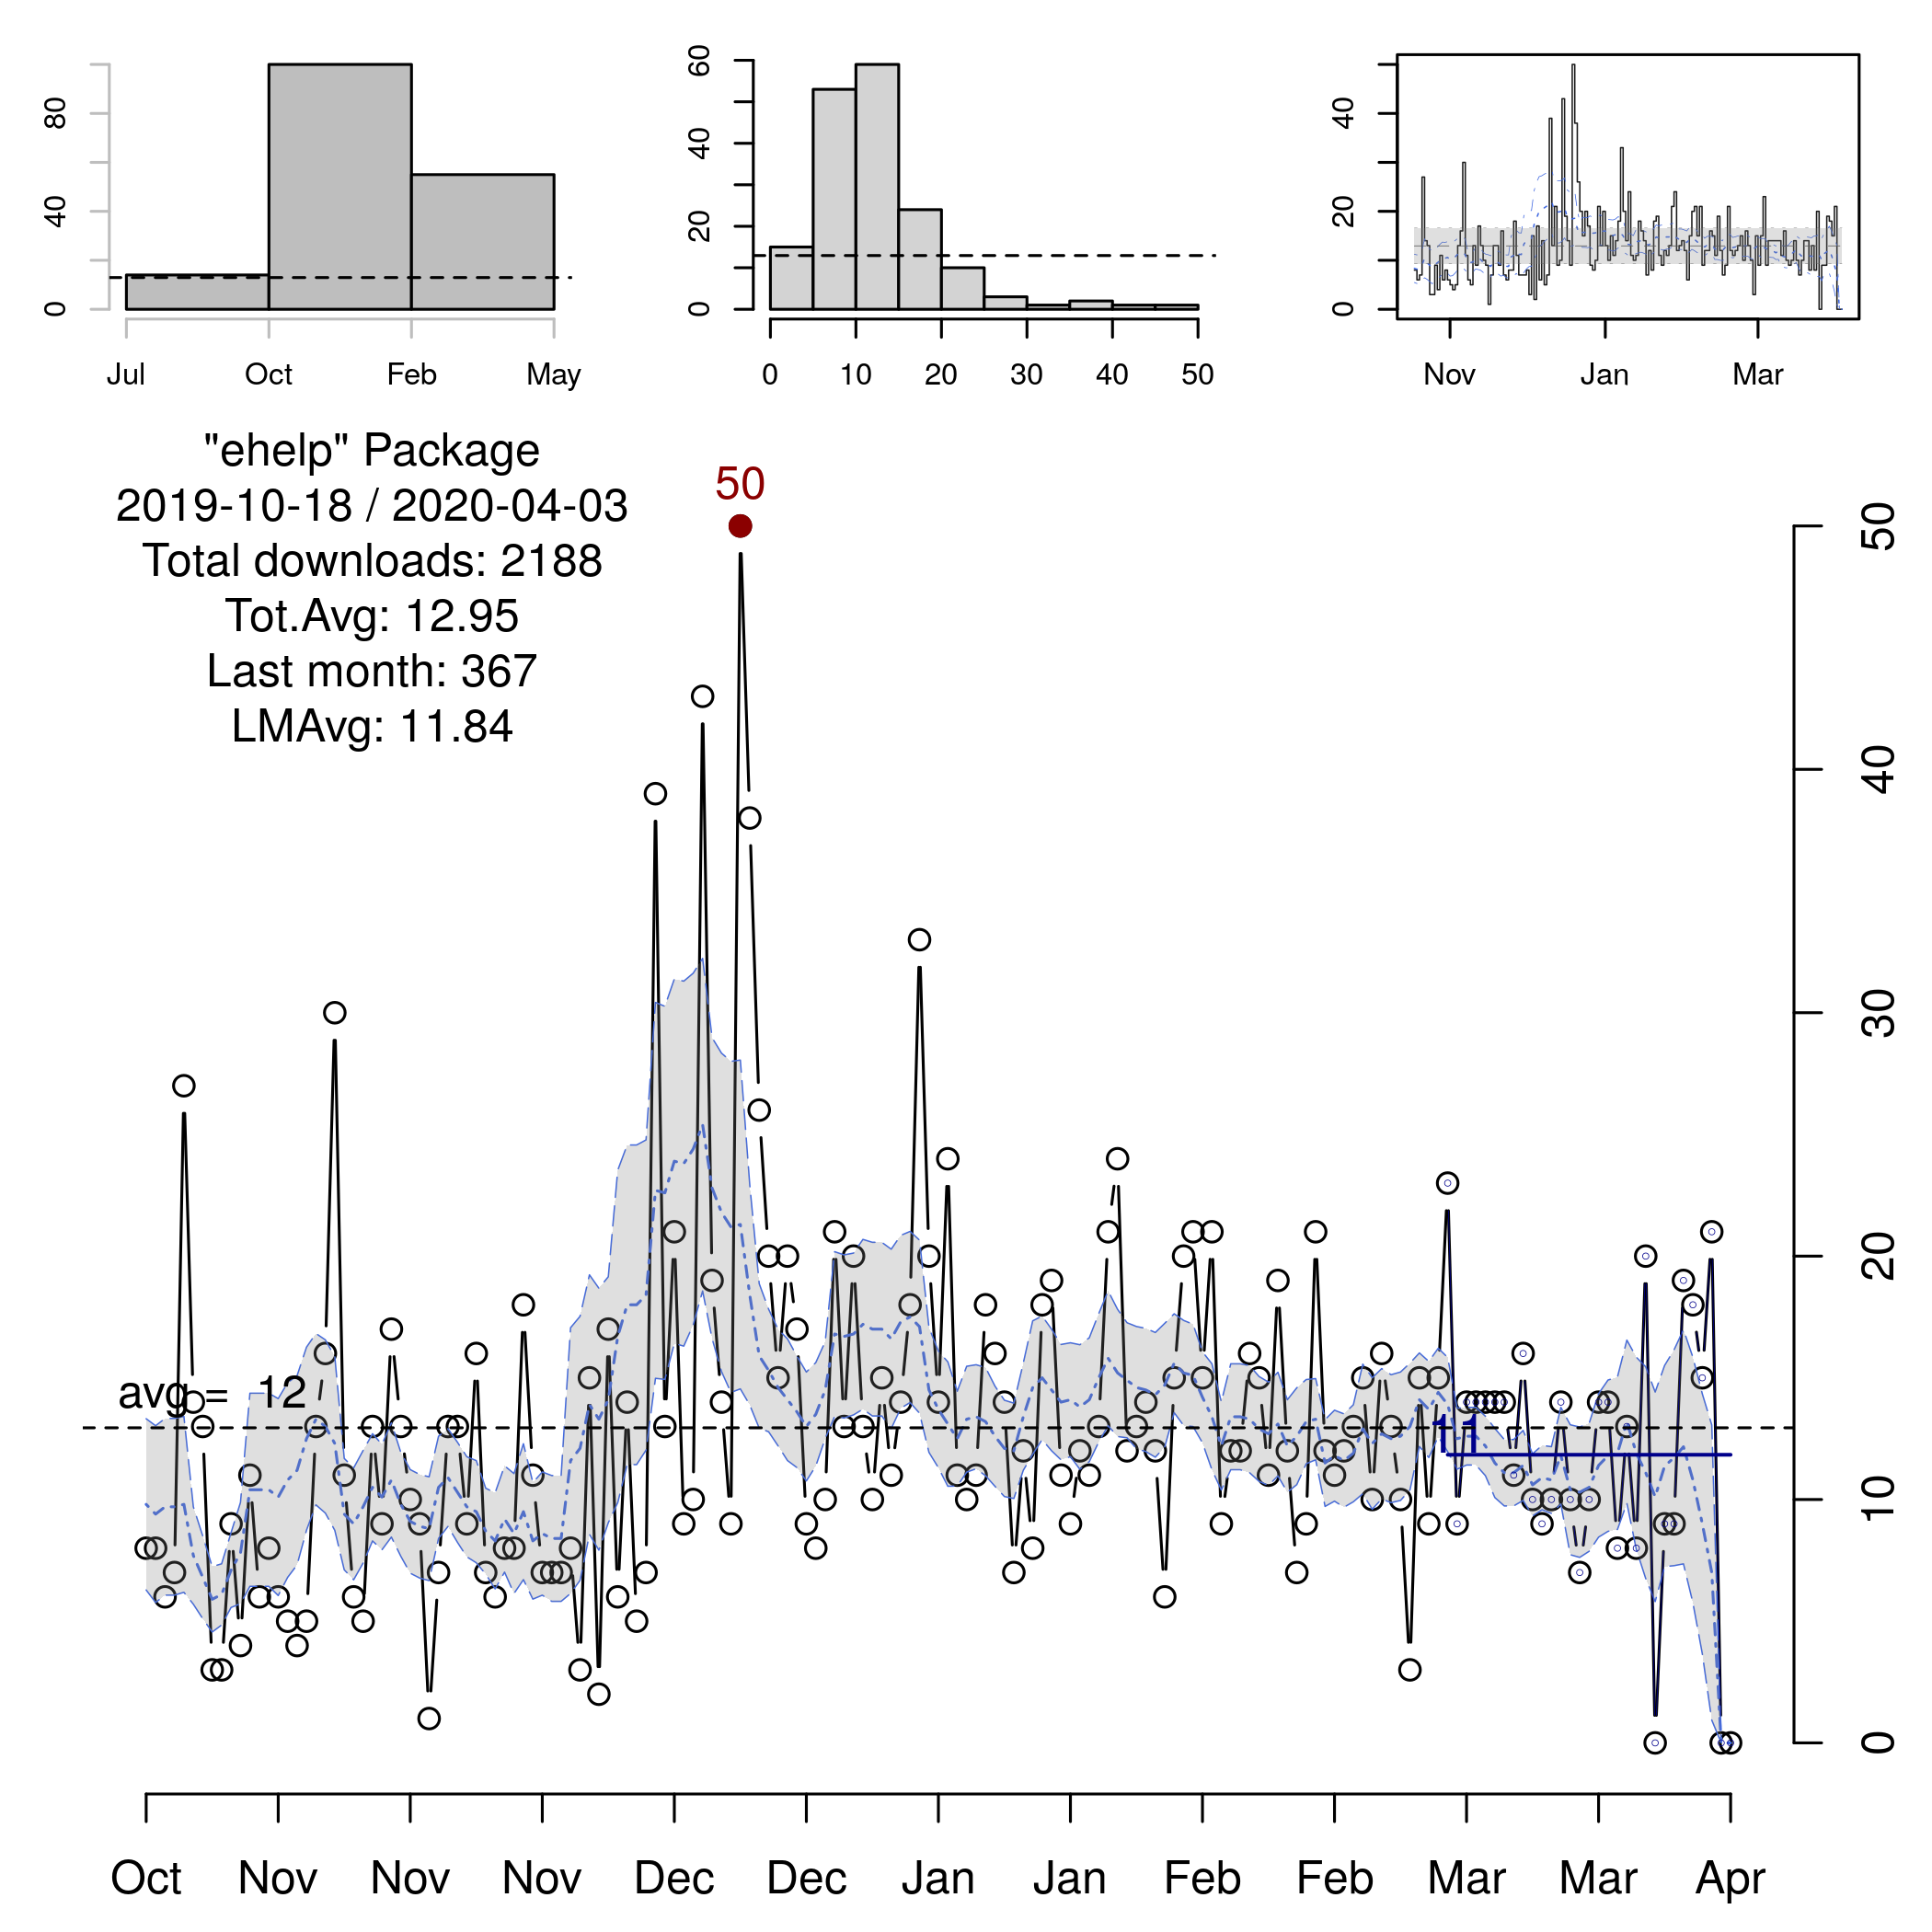 80
40
0
Jul Oct Feb May
60
40
20
0
0 10 20 30 40 50
40
20
0
Nov Jan Mar
"ehelp" Package
2019-10-18 / 2020-04-03
Total downloads: 2188
Tot.Avg: 12.95
Last month: 367
LMAvg: 11.84
50
avg = 12
11
50
40
30
20
10
0
Oct Nov Nov Nov Dec Dec Jan Jan Feb Feb Mar Mar Apr